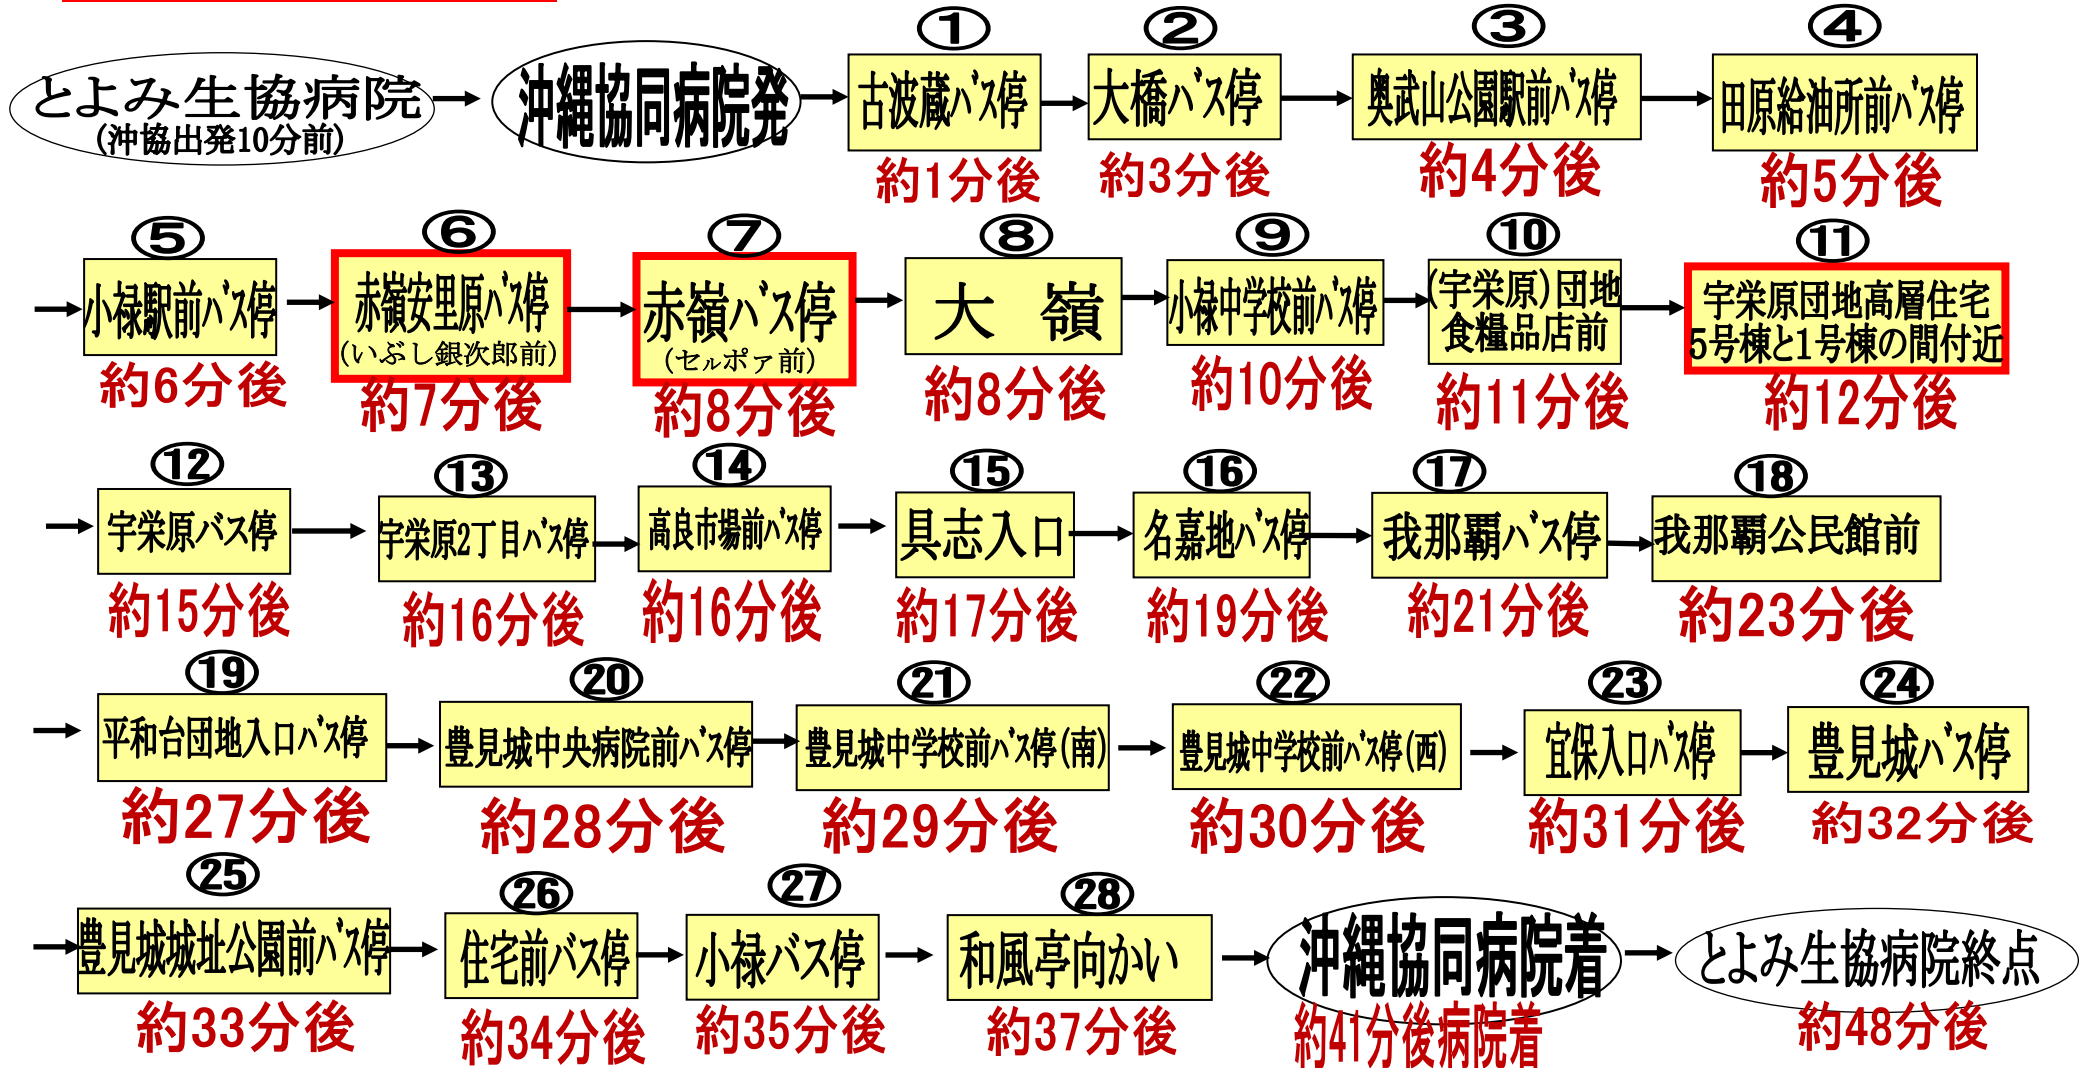 とよみ生協病院
(沖協出発10分前)
沖縄協同病院発
①
古波蔵バス停
約1分後
②
大橋バス停
約3分後
③
奥武山公園駅前バス停
約4分後
④
田原給油所前バス停
約5分後
⑤
小禄駅前バス停
約6分後
⑥
赤嶺安里原バス停
(いぶし銀次郎前)
約7分後
⑦
赤嶺バス停
(セルポァ前)
約8分後
⑧
大 嶺
約8分後
⑨
小禄中学校前バス停
約10分後
⑩
(宇栄原)団地
食糧品店前
約11分後
⑪
宇栄原団地高層住宅
5号棟と1号棟の間付近
約12分後
⑫
宇栄原バス停
約15分後
⑬
宇栄原2丁目バス停
約16分後
⑭
高良市場前バス停
約16分後
⑮
具志入口
約17分後
⑯
名嘉地バス停
約19分後
⑰
我那覇バス停
約21分後
⑱
我那覇公民館前
約23分後
⑲
平和台団地入口バス停
約27分後
⑳
豊見城中央病院前バス停
約28分後
㉑
豊見城中学校前バス停(南)
約29分後
㉒
豊見城中学校前バス停(西)
約30分後
㉓
宜保入口バス停
約31分後
㉔
豊見城バス停
約32分後
㉕
豊見城城址公園前バス停
約33分後
㉖
住宅前バス停
約34分後
㉗
小禄バス停
約35分後
㉘
和風亭向かい
約37分後
沖縄協同病院着
約41分後病院着
とよみ生協病院終点
約48分後